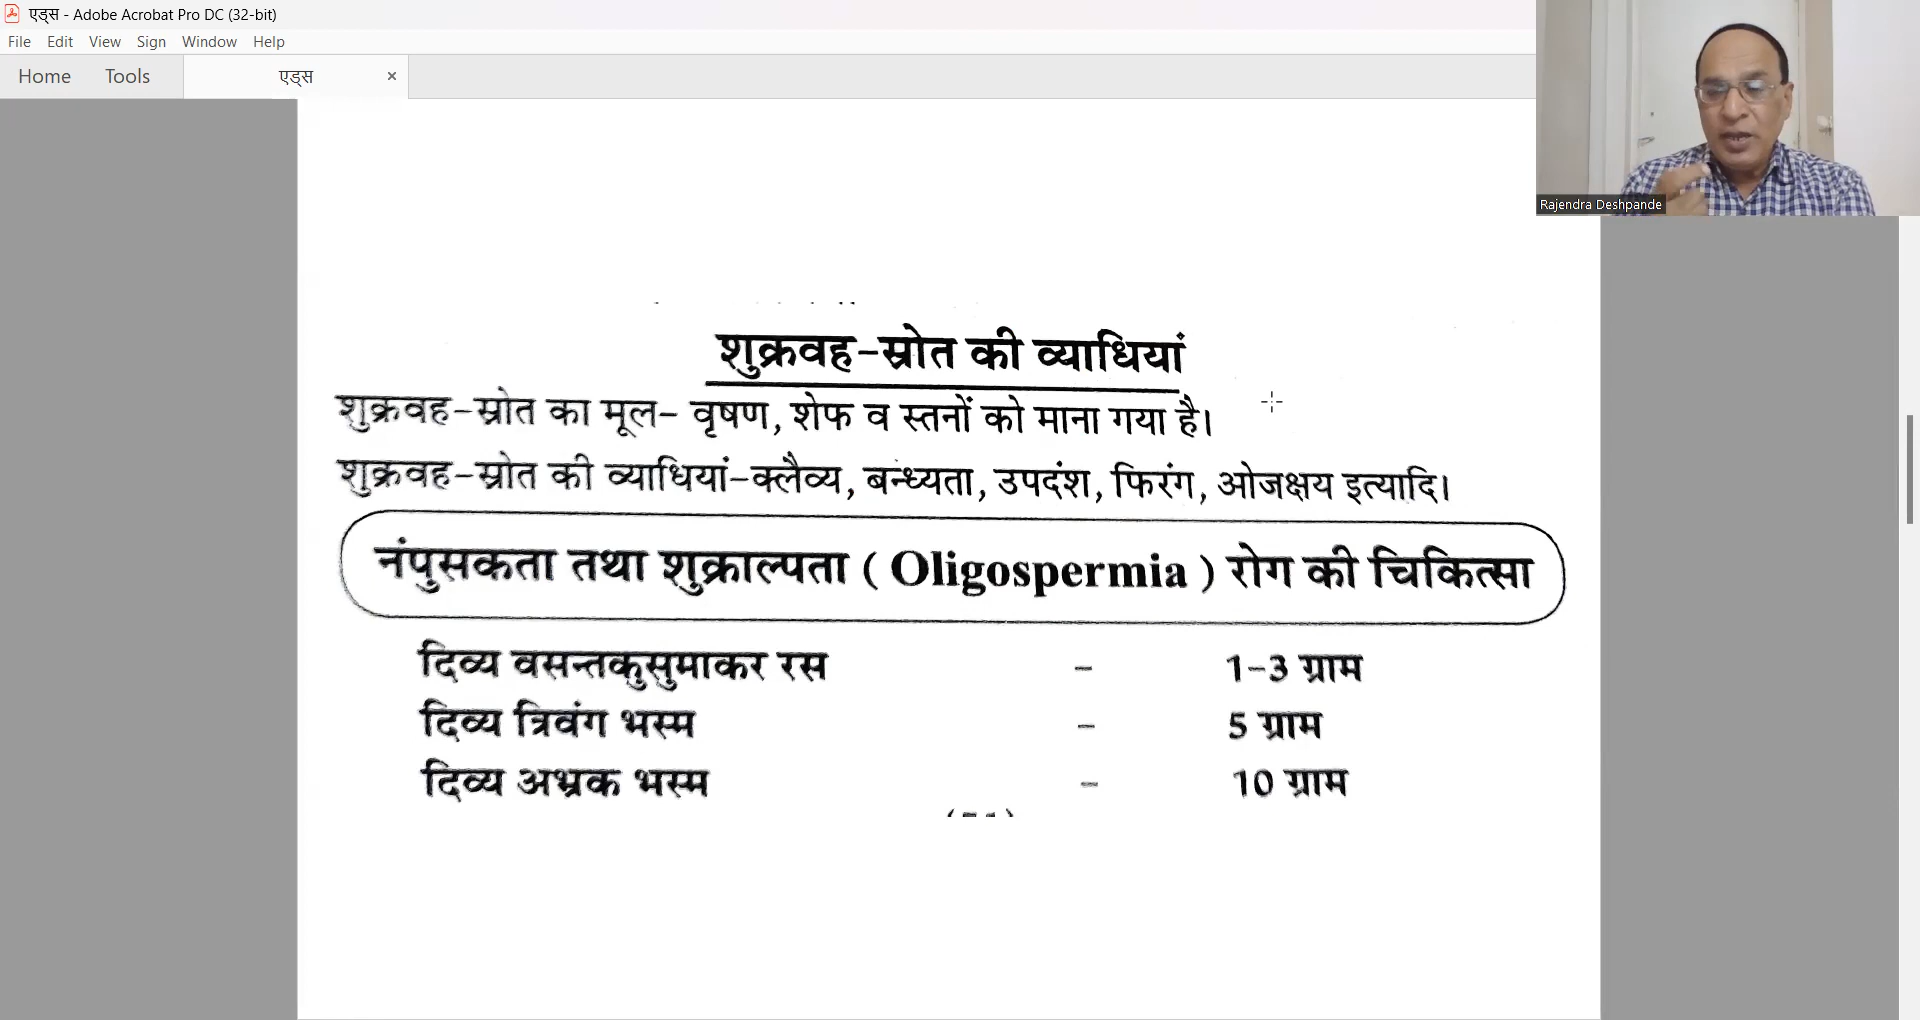 एड्स - Adobe Acrobat Pro DC (32-bit)
File Edit View Sign Window Help
Home Tools एड्स ×
Rajendra Deshpande
शुक्रवह-स्रोत की व्याधियां
शुक्रवह-स्रोत का मूल- वृषण, शेफ व स्तनों को माना गया है।
शुक्रवह-स्रोत की व्याधियां-क्लैव्य, बन्ध्यता, उपदंश, फिरंग, ओजक्षय इत्यादि।
नंपुसकता तथा शुक्राल्पता ( Oligospermia ) रोग की चिकित्सा
दिव्य वसन्तकुसुमाकर रस - 1-3 ग्राम
दिव्य त्रिवंग भस्म - 5 ग्राम
दिव्य अभ्रक भस्म - 10 ग्राम